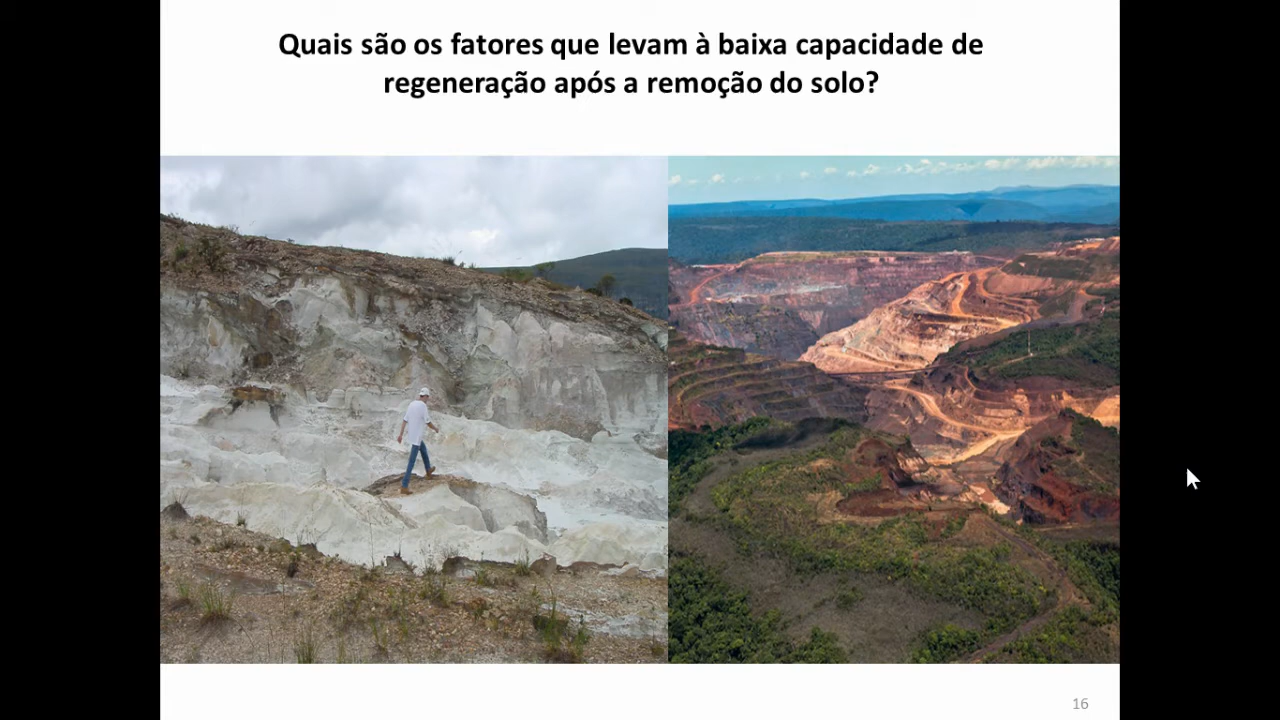 Quais são os fatores que levam à baixa capacidade de
regeneração após a remoção do solo?
16